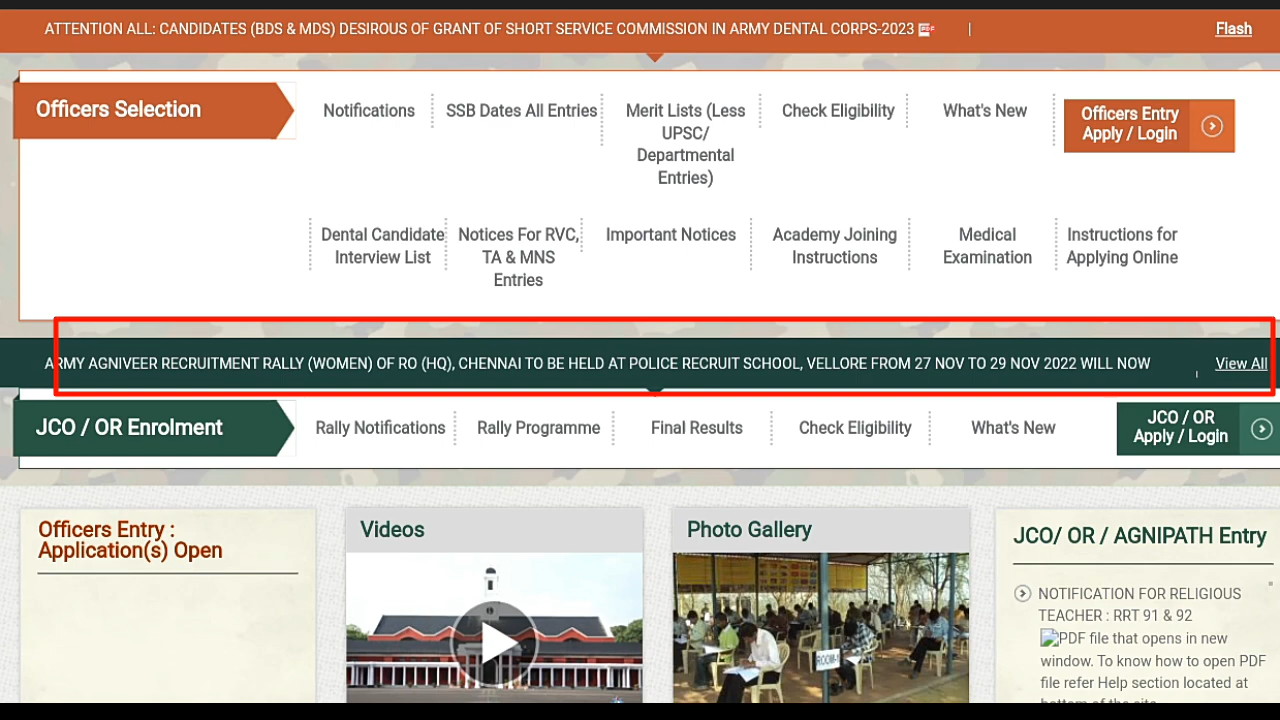 ATTENTION ALL: CANDIDATES (BDS & MDS) DESIROUS OF GRANT OF SHORT SERVICE COMMISSION IN ARMY DENTAL CORPS-2023
Flash
Officers Selection
Notifications
SSB Dates All Entries
Merit Lists (Less
UPSC/
Departmental
Entries)
Check Eligibility
What's New
Officers Entry
Apply / Login
Dental Candidate
Interview List
Notices For RVC,
TA & MNS
Entries
Important Notices
Academy Joining
Instructions
Medical
Examination
Instructions for
Applying Online
ARMY AGNIVEER RECRUITMENT RALLY (WOMEN) OF RO (HQ), CHENNAI TO BE HELD AT POLICE RECRUIT SCHOOL, VELLORE FROM 27 NOV TO 29 NOV 2022 WILL NOW
View All
JCO / OR Enrolment
Rally Notifications
Rally Programme
Final Results
Check Eligibility
What's New
JCO / OR
Apply / Login
Officers Entry :
Application(s) Open
Videos
Photo Gallery
ROOM-1
JCO/ OR / AGNIPATH Entry
NOTIFICATION FOR RELIGIOUS
TEACHER : RRT 91 & 92
PDF file that opens in new
window. To know how to open PDF
file refer Help section located at
bottom of the site